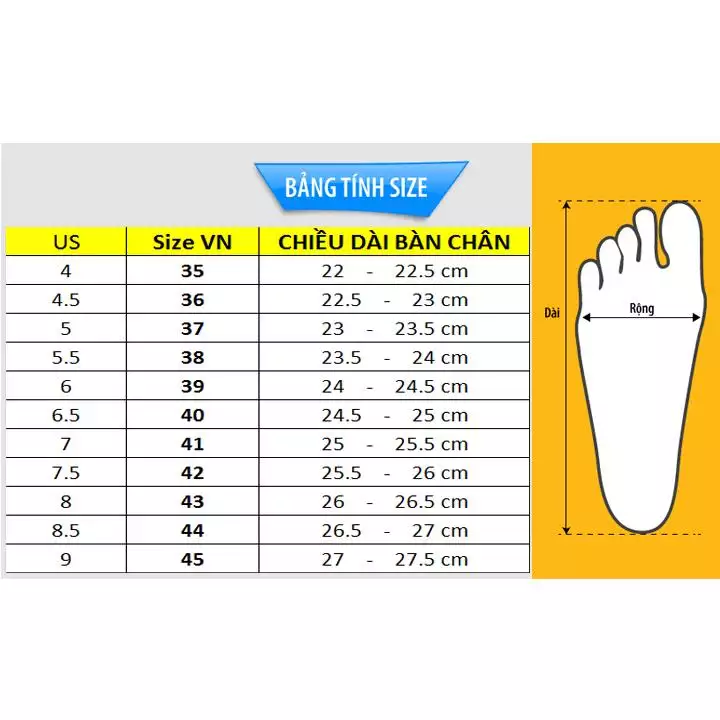 BẢNG TÍNH SIZE
US Size VN CHIỀU DÀI BÀN CHÂN
4 35 22 - 22.5 cm
4.5 36 22.5 - 23 cm
5 37 23 - 23.5 cm
5.5 38 23.5 - 24 cm
6 39 24 - 24.5 cm
6.5 40 24.5 - 25 cm
7 41 25 - 25.5 cm
7.5 42 25.5 - 26 cm
8 43 26 - 26.5 cm
8.5 44 26.5 - 27 cm
9 45 27 - 27.5 cm
Dài
Rộng